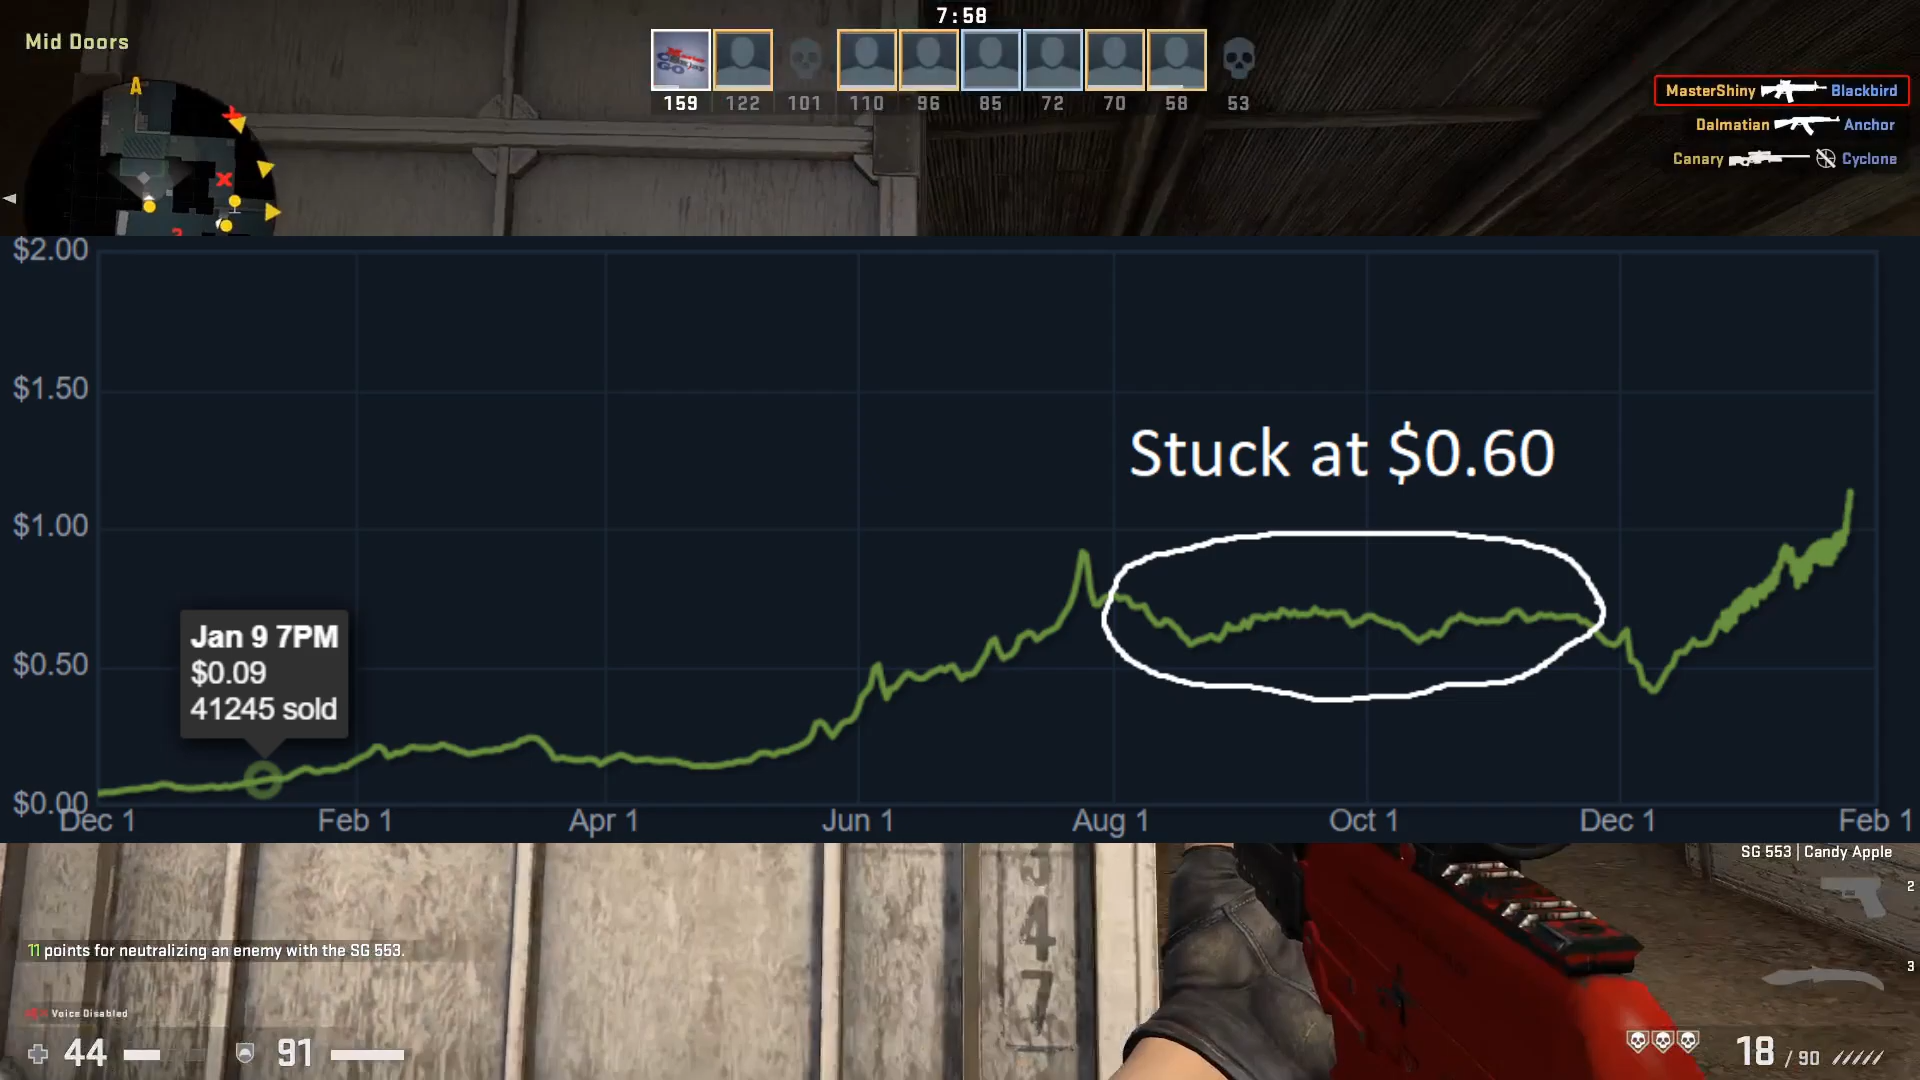 7:58
Mid Doors
A
159 122 101 110 96 85 72 70 58 53
MasterShiny Blackbird
Dalmatian Anchor
Canary Cyclone
$2.00
$1.50
$1.00
$0.50
$0.00
Stuck at $0.60
Jan 9 7PM
$0.09
41245 sold
Dec 1 Feb 1 Apr 1 Jun 1 Aug 1 Oct 1 Dec 1 Feb 1
SG 553 | Candy Apple
2
3
47
11 points for neutralizing an enemy with the SG 553.
Voice Disabled
44 91
18 / 90